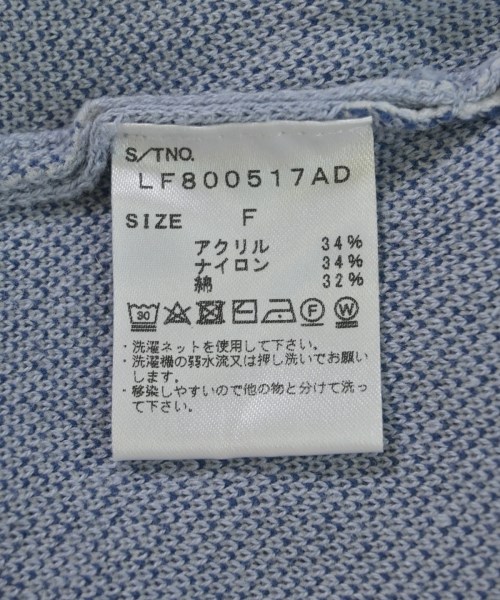 S/TNO.
LF800517AD
SIZE F
アクリル 34%
ナイロン 34%
綿 32%
30 F W
・洗濯ネットを使用して下さい。
・洗濯機の弱水流又は押し洗いでお願い
します。
・移染しやすいので他の物と分けて洗っ
て下さい。